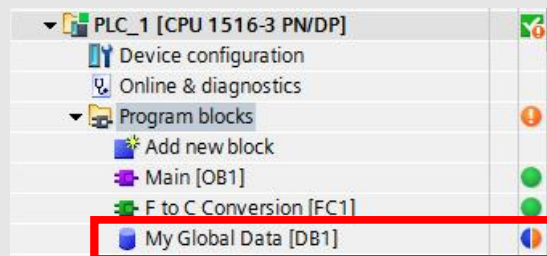 PLC_1 [CPU 1516-3 PN/DP]
Device configuration
Online & diagnostics
Program blocks
Add new block
Main [OB1]
F to C Conversion [FC1]
My Global Data [DB1]